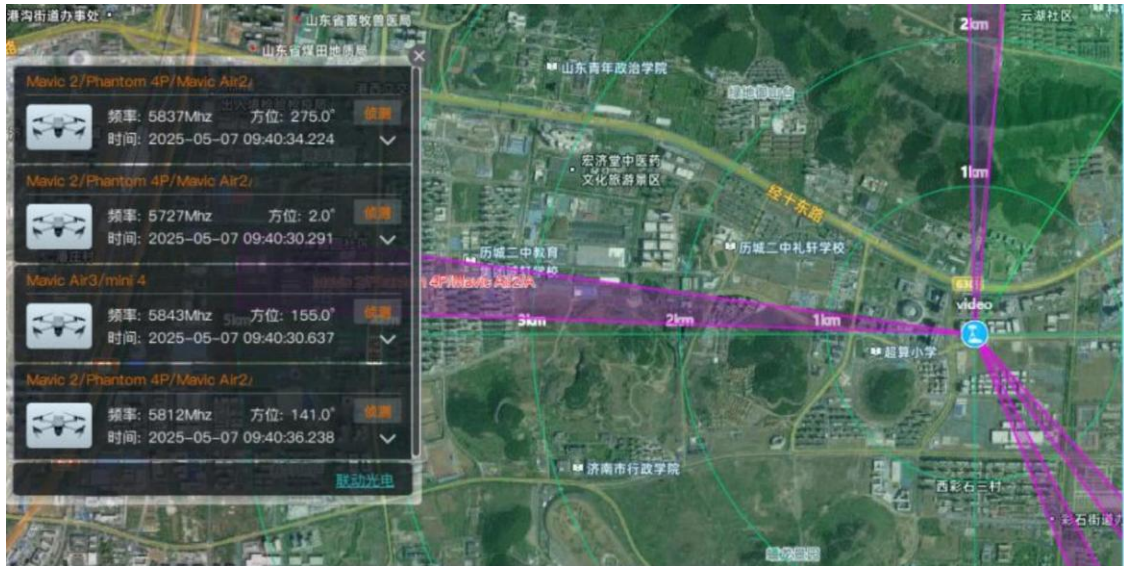 港沟街道办事处
山东省畜牧兽医局
山东省煤田地质局
2km
云湖社区
山东青年政治学院
Mavic 2/Phantom 4P/Mavic Air2/
频率: 5837Mhz 方位: 275.0° 侦测
时间: 2025-05-07 09:40:34.224
宏济堂中医药
文化旅游景区
1km
经十东路
Mavic 2/Phantom 4P/Mavic Air2/
频率: 5727Mhz 方位: 2.0° 侦测
时间: 2025-05-07 09:40:30.291
历城二中教育
历城二中礼轩学校
Mavic Air3/mini 4
频率: 5843Mhz 方位: 155.0° 侦测
时间: 2025-05-07 09:40:30.637
5km
3km
2km
1km
video
超算小学
Mavic 2/Phantom 4P/Mavic Air2/
频率: 5812Mhz 方位: 141.0° 侦测
时间: 2025-05-07 09:40:36.238
联动光电
济南市行政学院
西彩石三村
彩石街道办